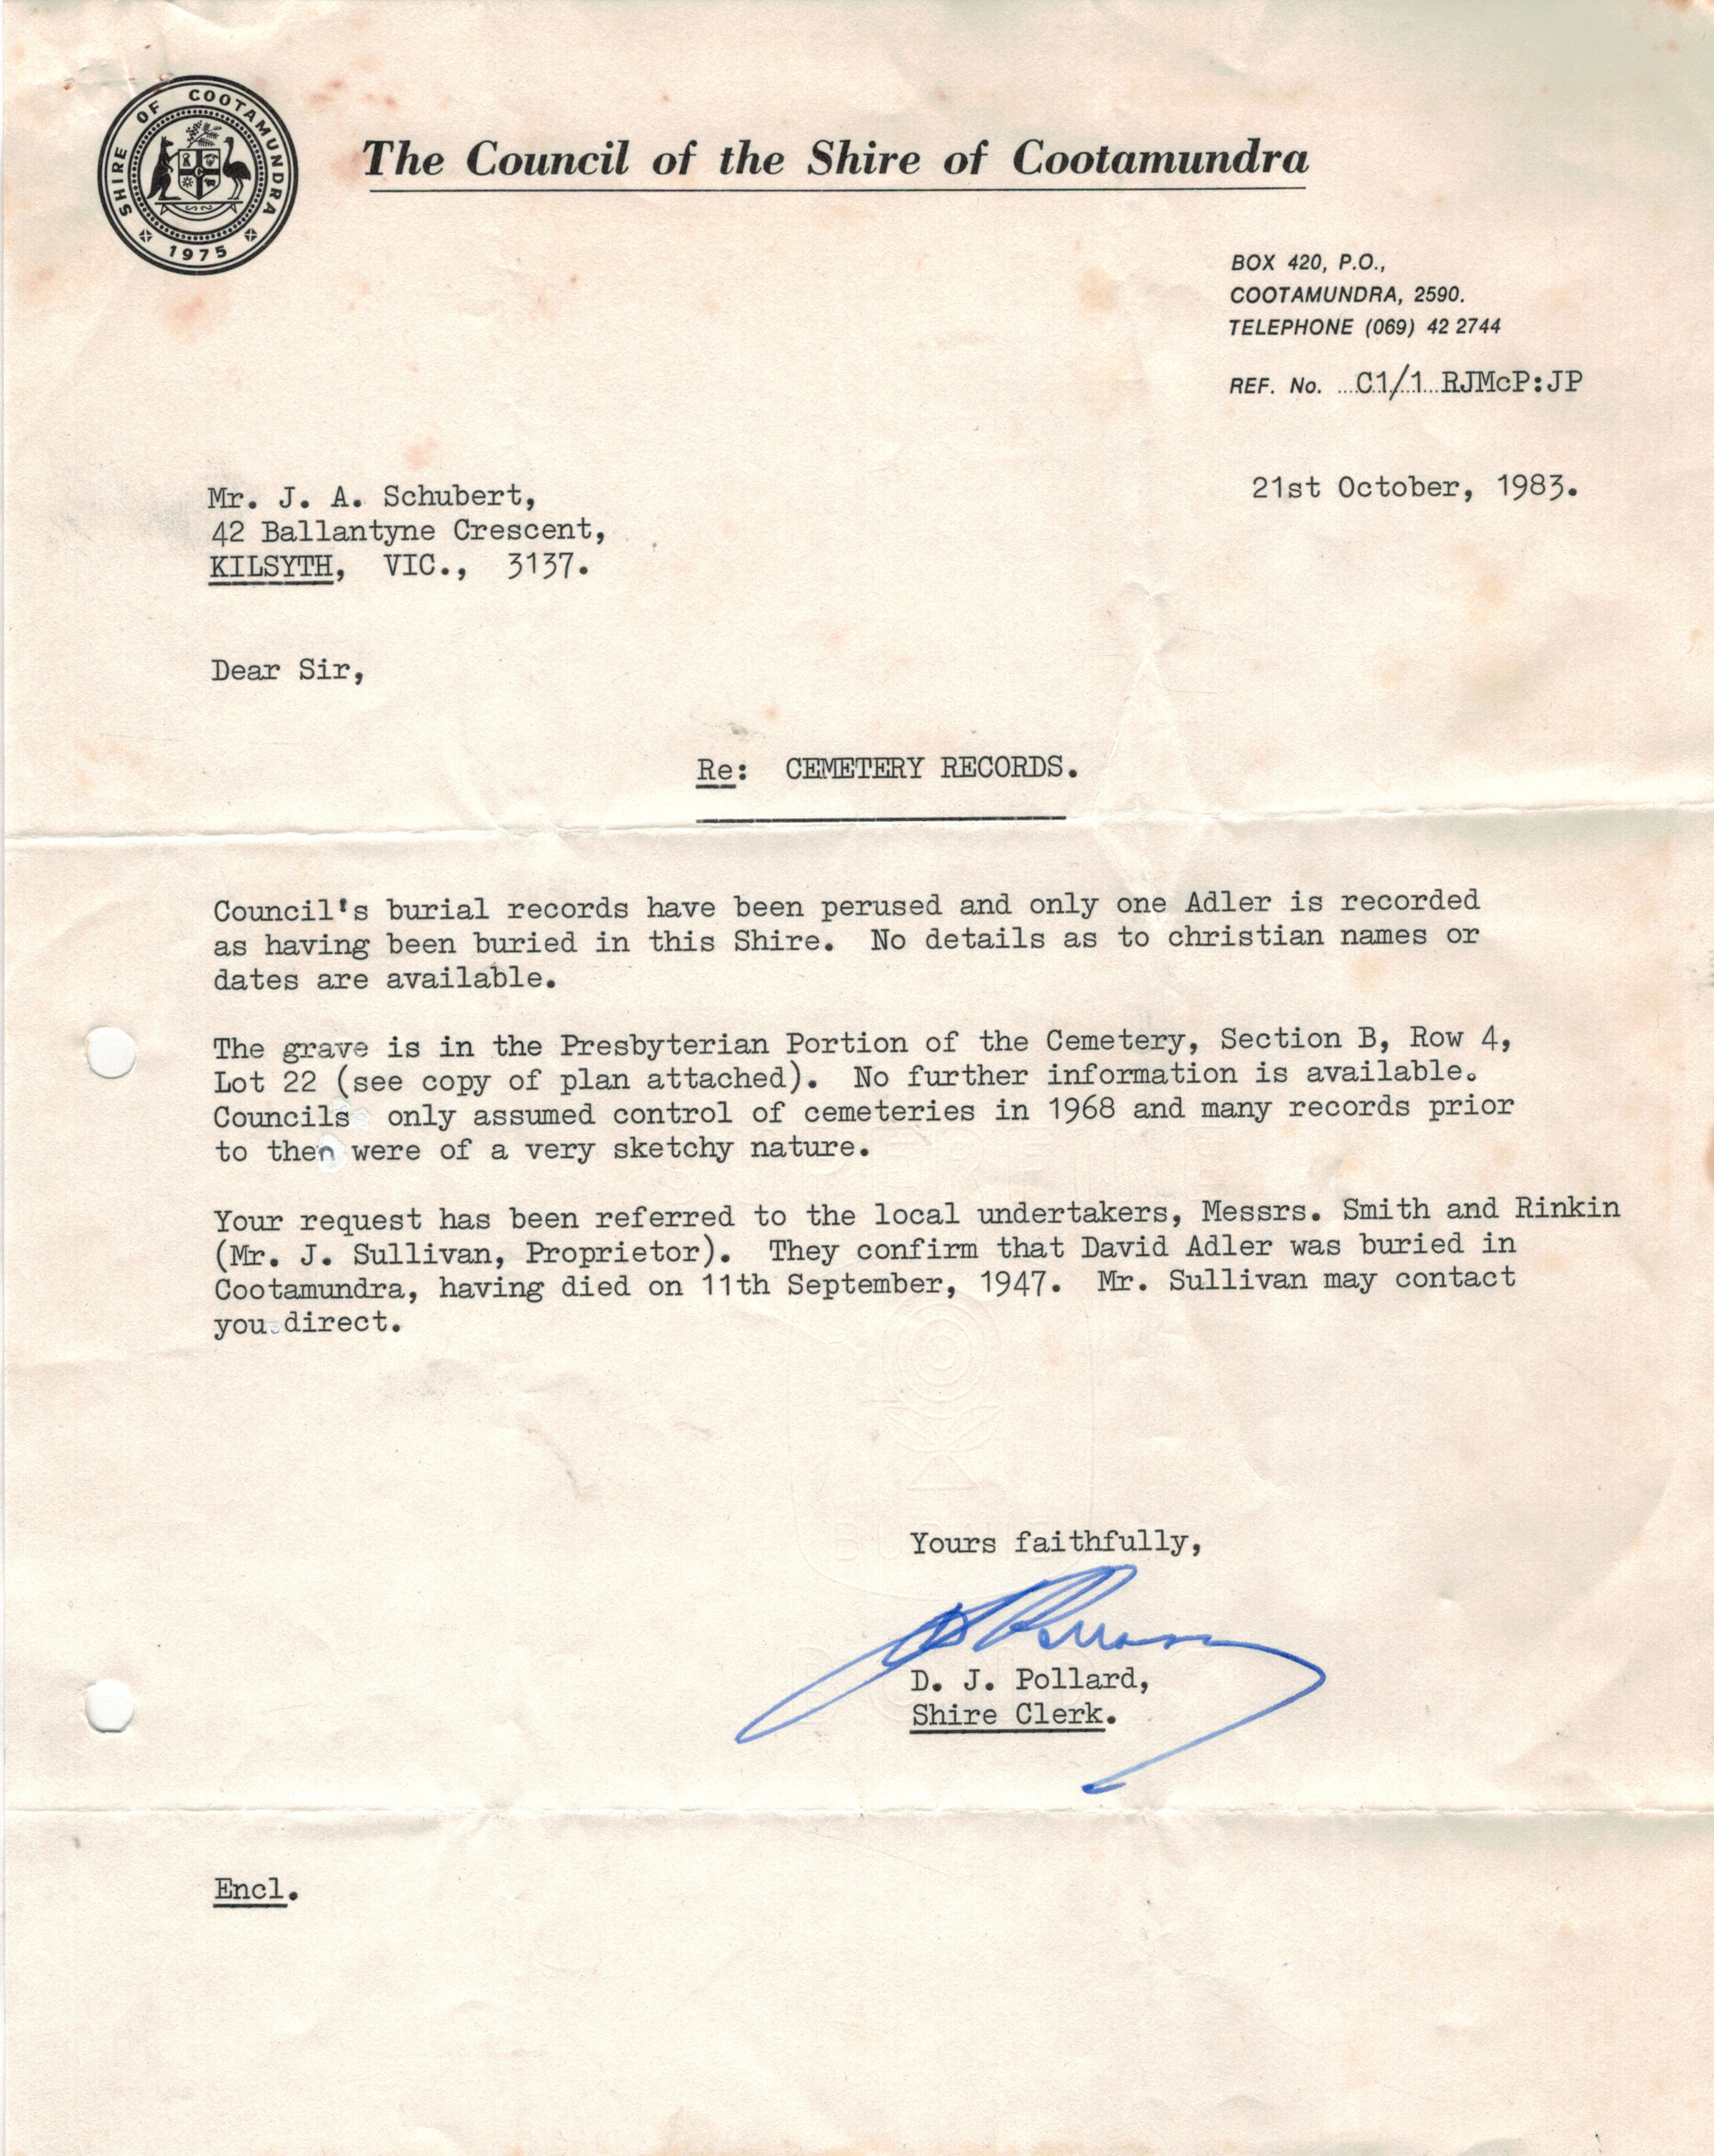 SHIRE OF COOTAMUNDRA
1975
The Council of the Shire of Cootamundra
BOX 420, P.O.,
COOTAMUNDRA, 2590.
TELEPHONE (069) 42 2744
REF. No. ....C1/1...RJMcP:JP
21st October, 1983.
Mr. J. A. Schubert,
42 Ballantyne Crescent,
KILSYTH, VIC., 3137.
Dear Sir,
Re: CEMETERY RECORDS.
Council's burial records have been perused and only one Adler is recorded
as having been buried in this Shire. No details as to christian names or
dates are available.
The grave is in the Presbyterian Portion of the Cemetery, Section B, Row 4,
Lot 22 (see copy of plan attached). No further information is available.
Councils only assumed control of cemeteries in 1968 and many records prior
to then were of a very sketchy nature.
Your request has been referred to the local undertakers, Messrs. Smith and Rinkin
(Mr. J. Sullivan, Proprietor). They confirm that David Adler was buried in
Cootamundra, having died on 11th September, 1947. Mr. Sullivan may contact
you direct.
Yours faithfully,
D. J. Pollard,
Shire Clerk.
Encl.